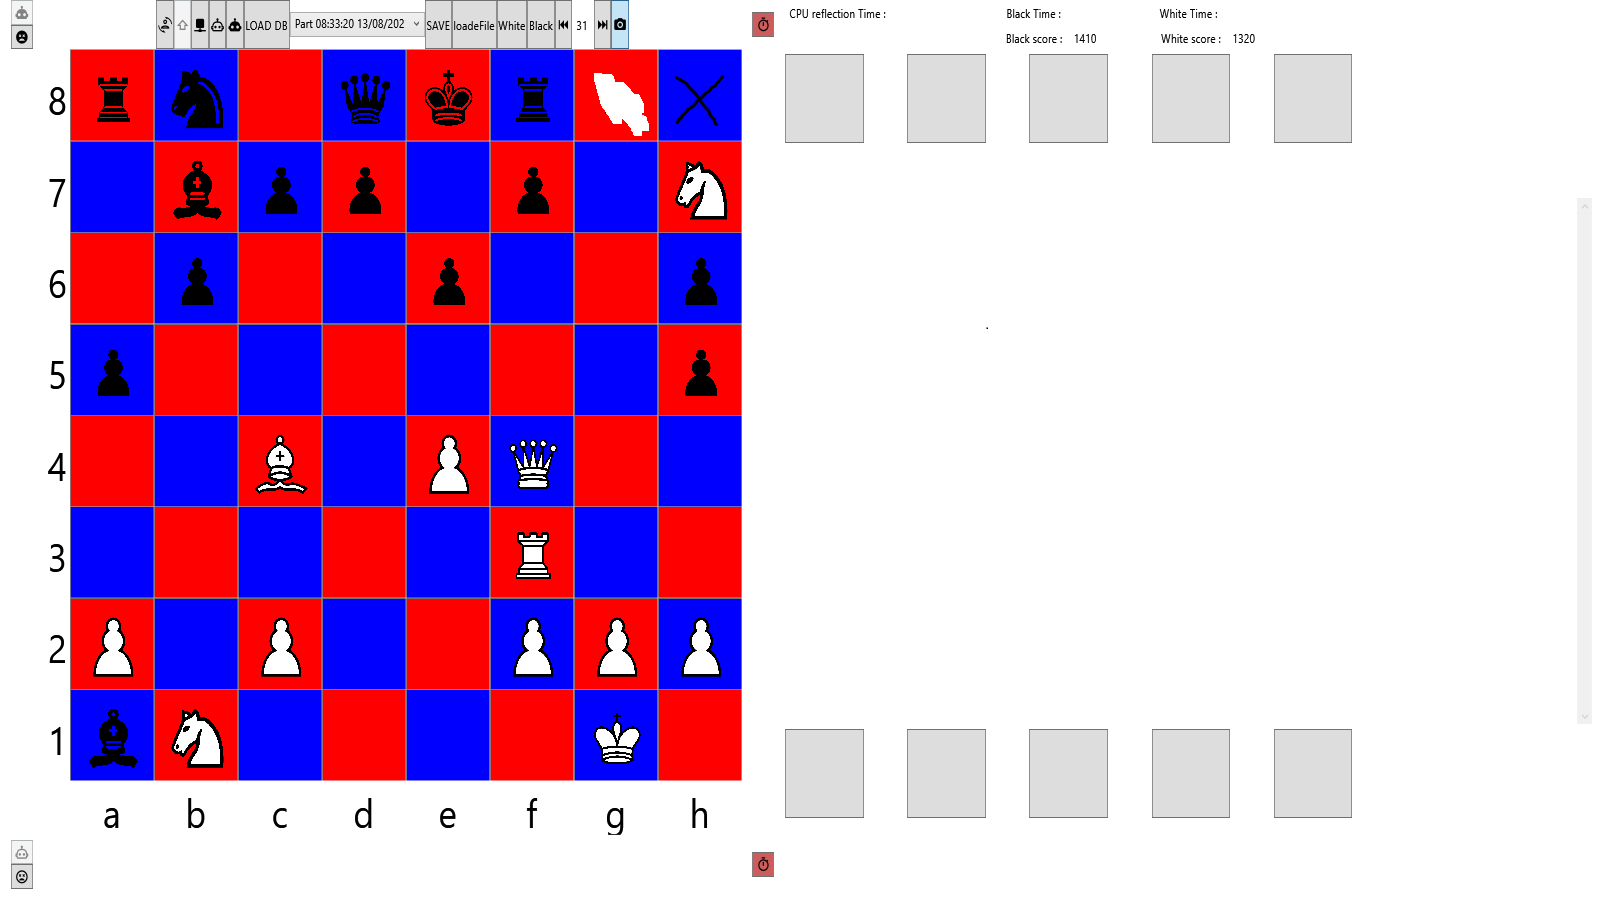 LOAD DB Part 08:33:20 13/08/202 SAVE loadeFile White Black 31
CPU reflection Time : Black Time : White Time :
Black score : 1410 White score : 1320
8
7
6
5
4
3
2
1
a b c d e f g h